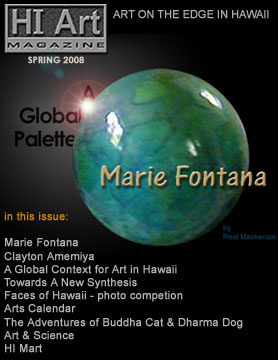 HI Art
MAGAZINE
ART ON THE EDGE IN HAWAII
SPRING 2008
A
Global
Palette
Marie Fontana
by
Reid Mackenzie
in this issue:
Marie Fontana
Clayton Amemiya
A Global Context for Art in Hawaii
Towards A New Synthesis
Faces of Hawaii - photo competion
Arts Calendar
The Adventures of Buddha Cat & Dharma Dog
Art & Science
HI Mart